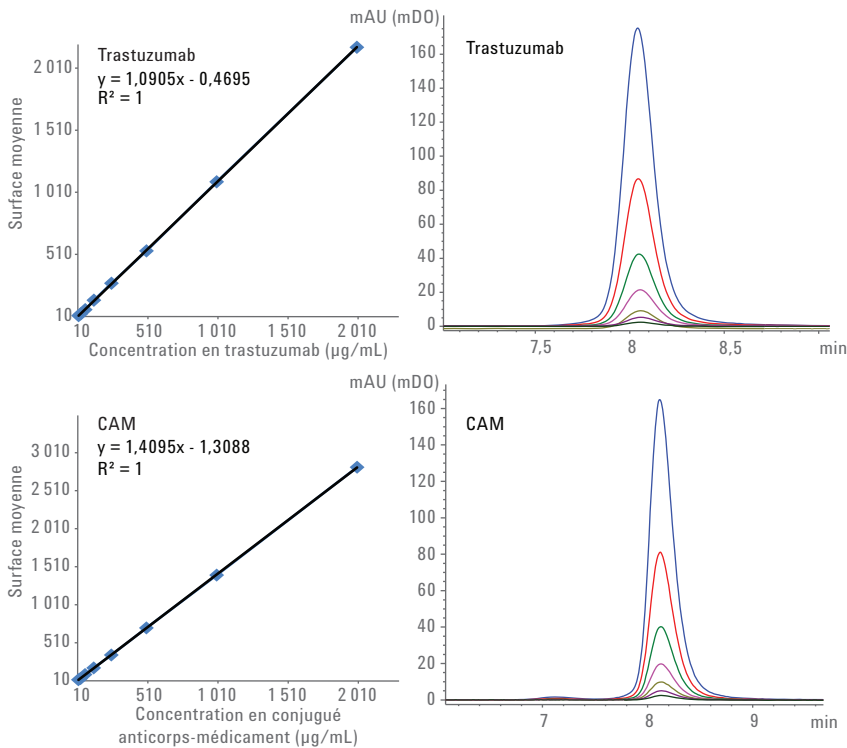 Trastuzumab
y = 1,0905x - 0,4695
R² = 1
Surface moyenne
2 010
1 510
1 010
510
10
10 510 1 010 1 510 2 010
Concentration en trastuzumab (µg/mL)
mAU (mDO)
Trastuzumab
160
140
120
100
80
60
40
20
0
7,5 8 8,5 min
CAM
y = 1,4095x - 1,3088
R² = 1
Surface moyenne
3 010
2 510
2 010
1 510
1 010
510
10
10 510 1 010 1 510 2 010
Concentration en conjugué
anticorps-médicament (µg/mL)
mAU (mDO)
CAM
160
140
120
100
80
60
40
20
0
7 8 9 min